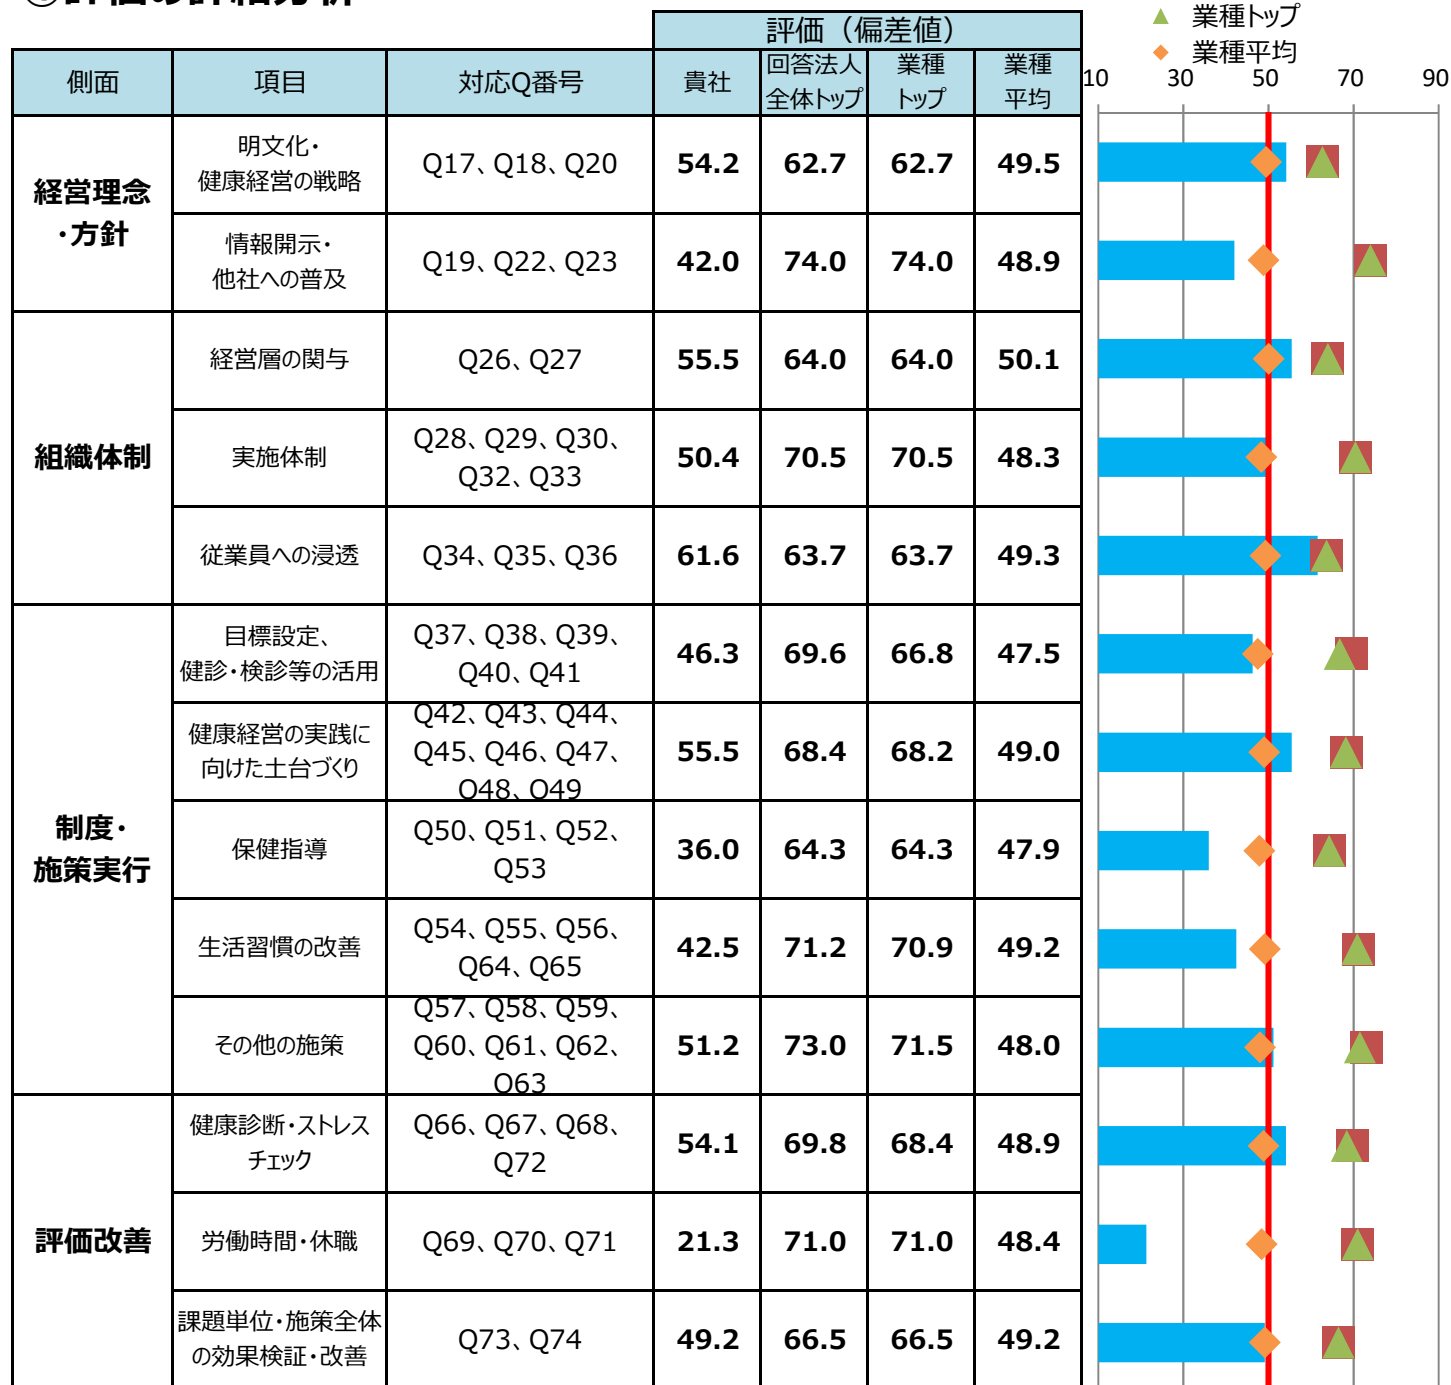 ①評価の詳細分析
▲ 業種トップ
◆ 業種平均
評価（偏差値）
側面 項目 対応Q番号 貴社 回答法人 業種 業種
全体トップ トップ 平均
10 30 50 70 90
経営理念
・方針
明文化・
健康経営の戦略
Q17、Q18、Q20 54.2 62.7 62.7 49.5
情報開示・
他社への普及
Q19、Q22、Q23 42.0 74.0 74.0 48.9
組織体制
経営層の関与 Q26、Q27 55.5 64.0 64.0 50.1
実施体制
Q28、Q29、Q30、
Q32、Q33
50.4 70.5 70.5 48.3
従業員への浸透 Q34、Q35、Q36 61.6 63.7 63.7 49.3
制度・
施策実行
目標設定、
健診・検診等の活用
Q37、Q38、Q39、
Q40、Q41
46.3 69.6 66.8 47.5
健康経営の実践に
向けた土台づくり
Q42、Q43、Q44、
Q45、Q46、Q47、
Q48、Q49
55.5 68.4 68.2 49.0
保健指導
Q50、Q51、Q52、
Q53
36.0 64.3 64.3 47.9
生活習慣の改善
Q54、Q55、Q56、
Q64、Q65
42.5 71.2 70.9 49.2
その他の施策
Q57、Q58、Q59、
Q60、Q61、Q62、
Q63
51.2 73.0 71.5 48.0
評価改善
健康診断・ストレス
チェック
Q66、Q67、Q68、
Q72
54.1 69.8 68.4 48.9
労働時間・休職 Q69、Q70、Q71 21.3 71.0 71.0 48.4
課題単位・施策全体
の効果検証・改善
Q73、Q74 49.2 66.5 66.5 49.2